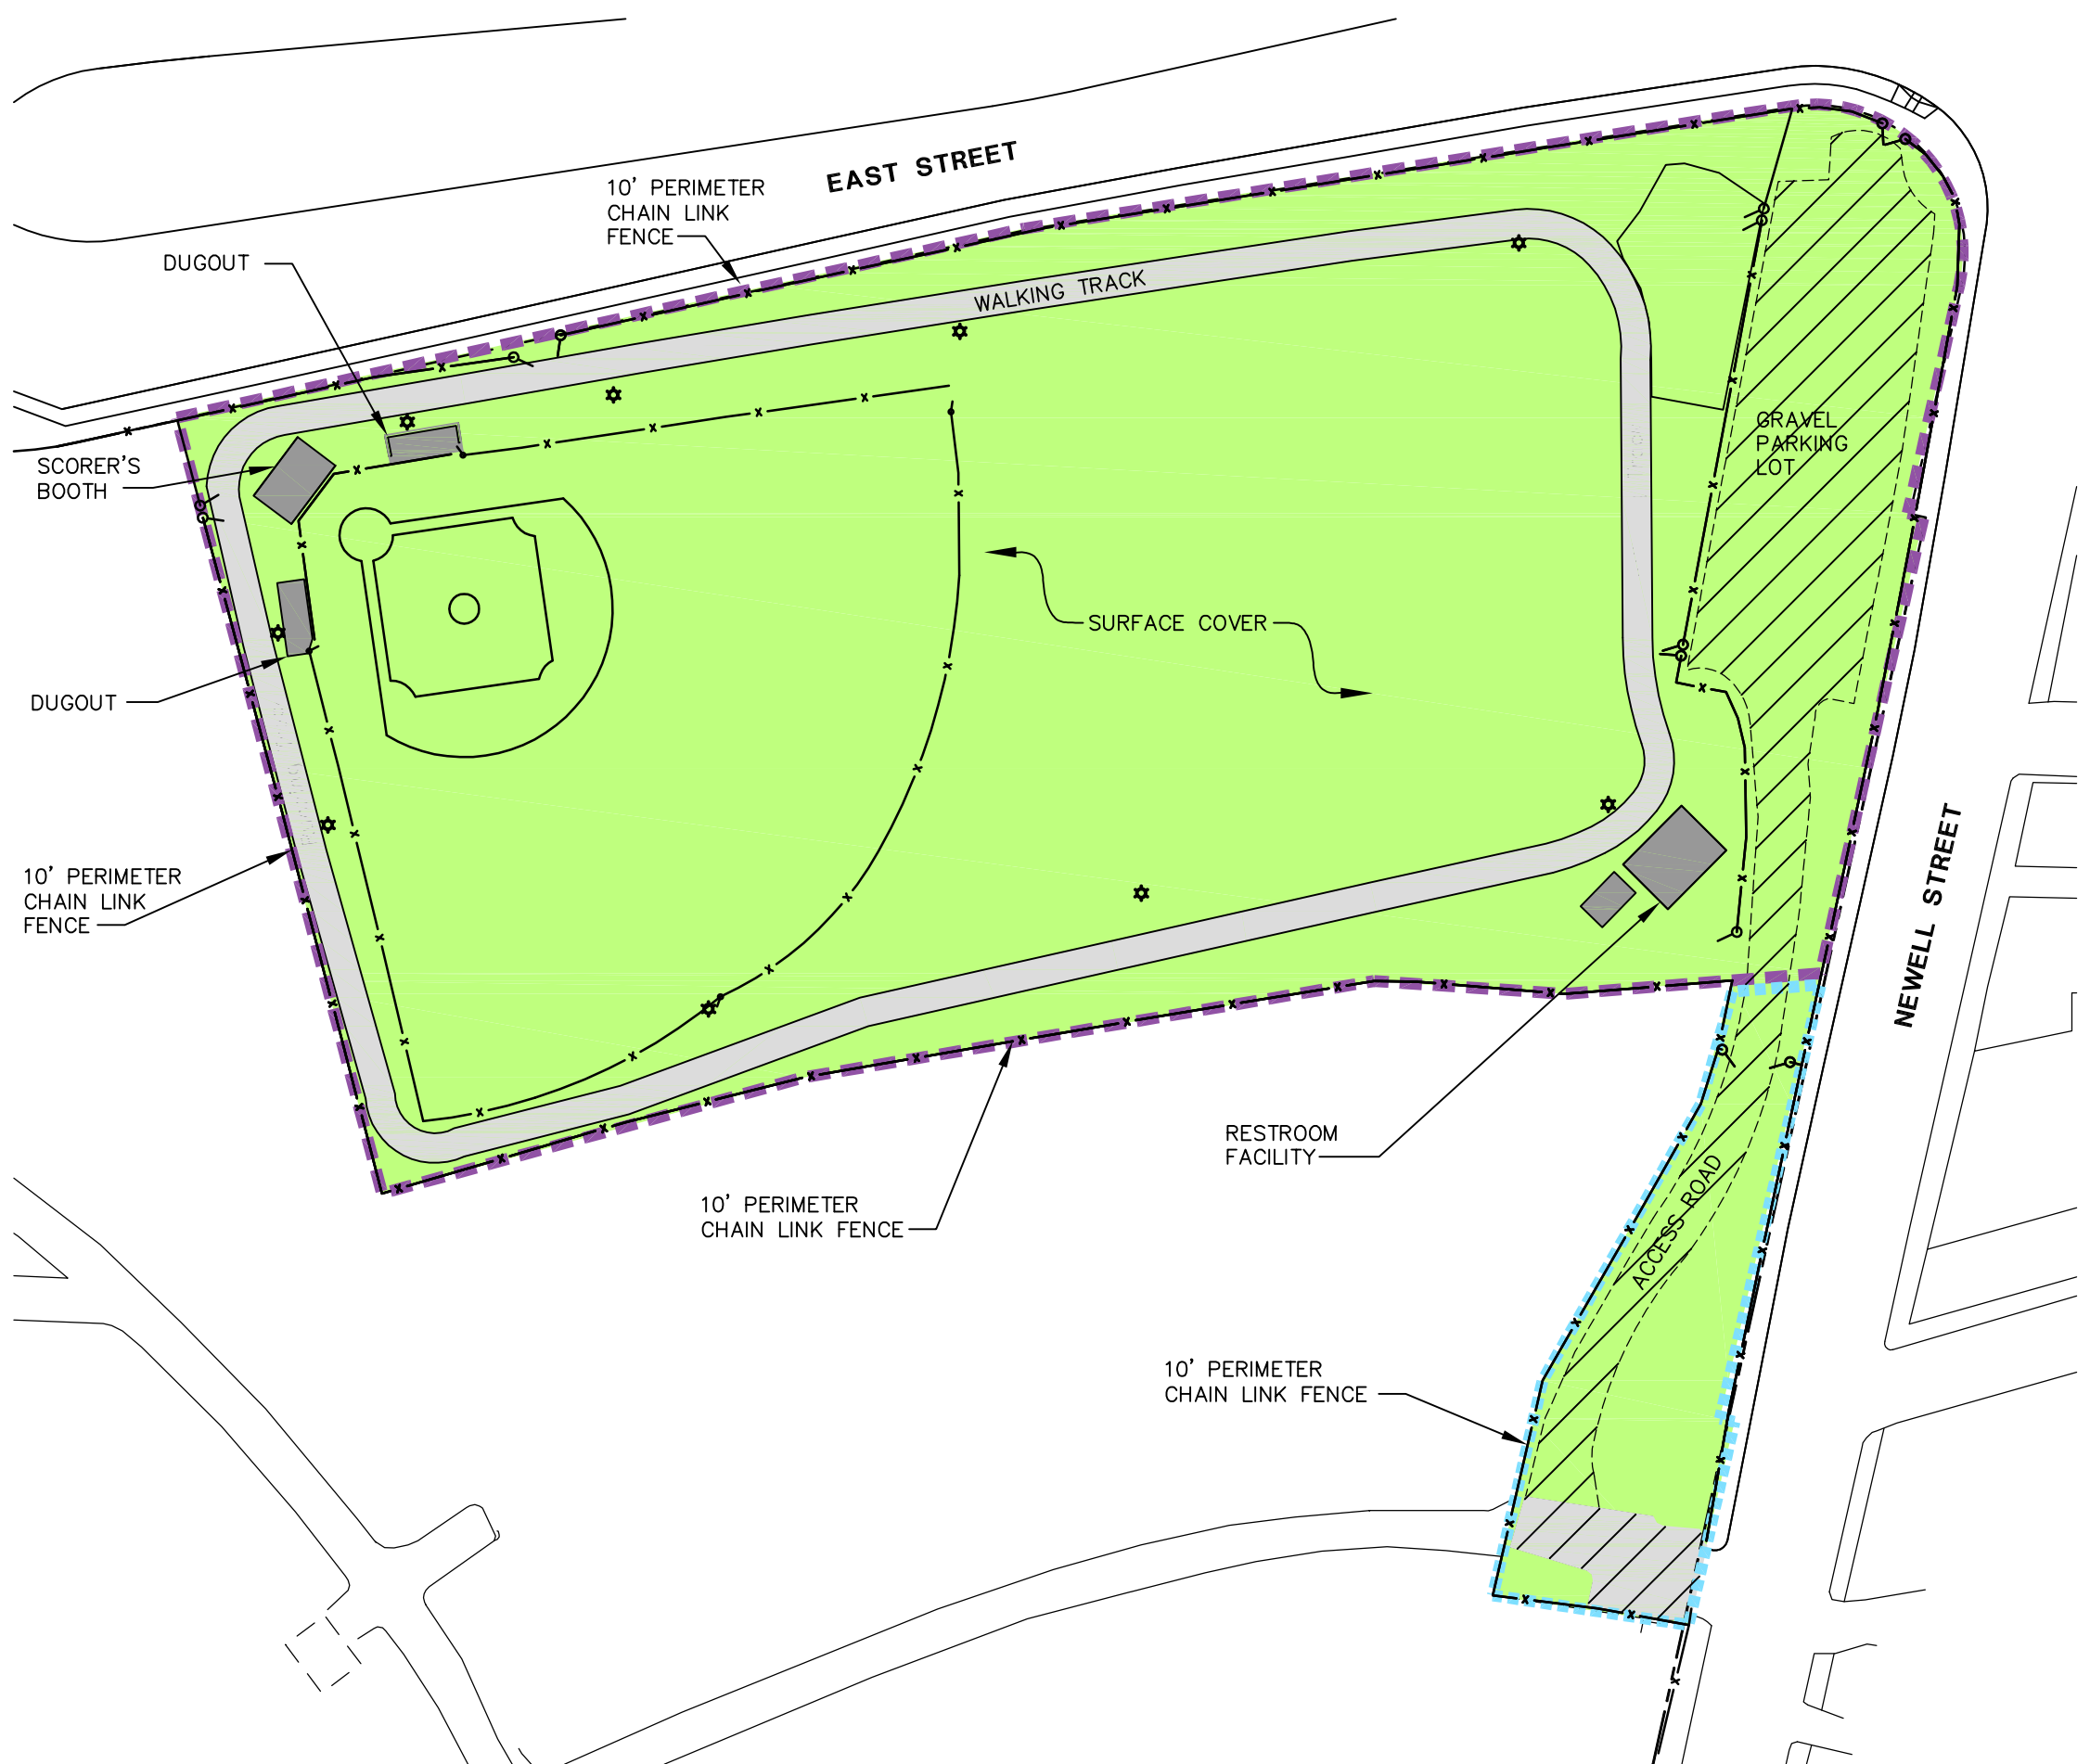 EAST STREET
10' PERIMETER
CHAIN LINK
FENCE
DUGOUT
WALKING TRACK
SCORER'S
BOOTH
GRAVEL
PARKING
LOT
SURFACE COVER
DUGOUT
10' PERIMETER
CHAIN LINK
FENCE
NEWELL STREET
RESTROOM
FACILITY
10' PERIMETER
CHAIN LINK FENCE
ACCESS ROAD
10' PERIMETER
CHAIN LINK FENCE